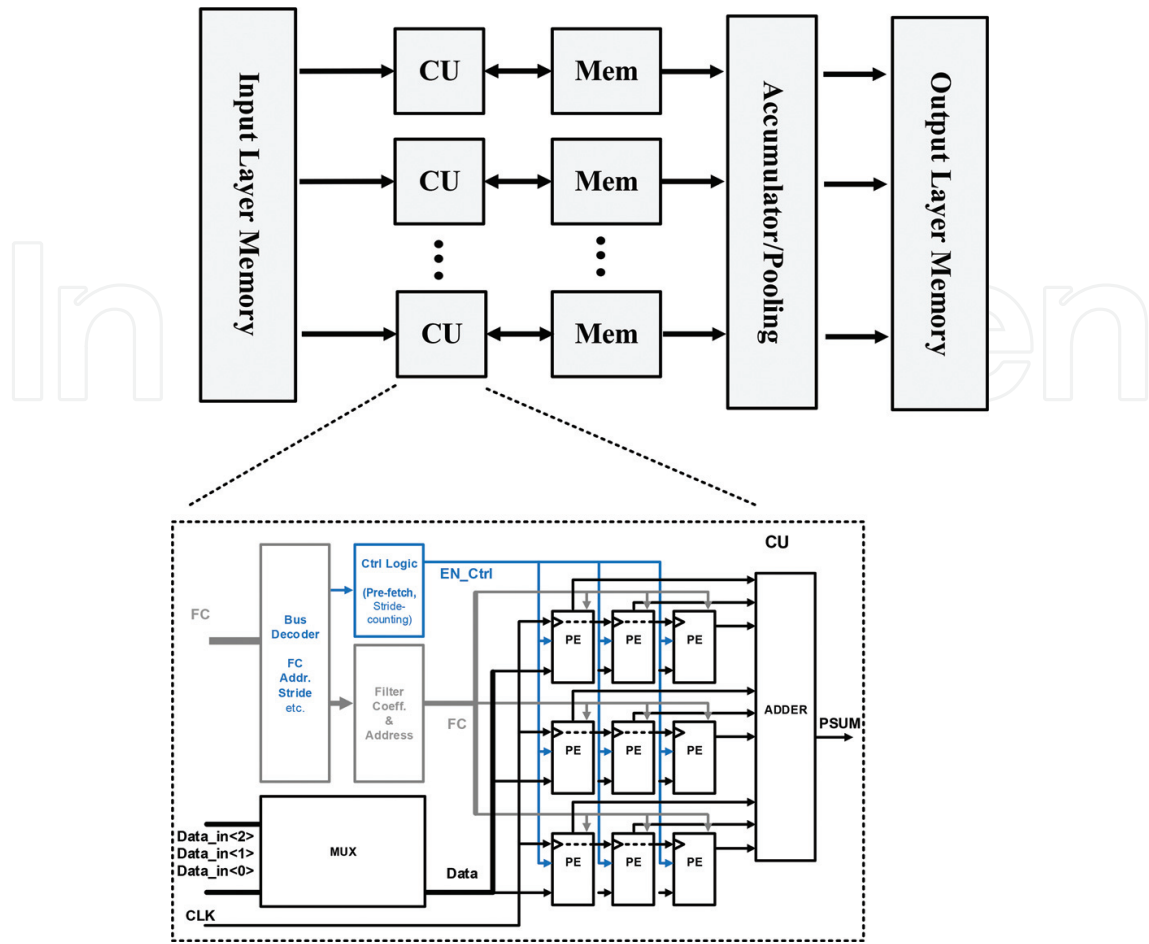 Input Layer Memory
CU
Mem
CU
Mem
CU
Mem
Accumulator/Pooling
Output Layer Memory
CU
FC
Bus
Decoder
FC
Addr.
Stride
etc.
Ctrl Logic
(Pre-fetch,
Stride-
counting)
EN_Ctrl
Filter
Coeff.
&
Address
FC
PE
PE
PE
PE
PE
PE
PE
PE
PE
ADDER
PSUM
Data_in<2>
Data_in<1>
Data_in<0>
MUX
Data
CLK